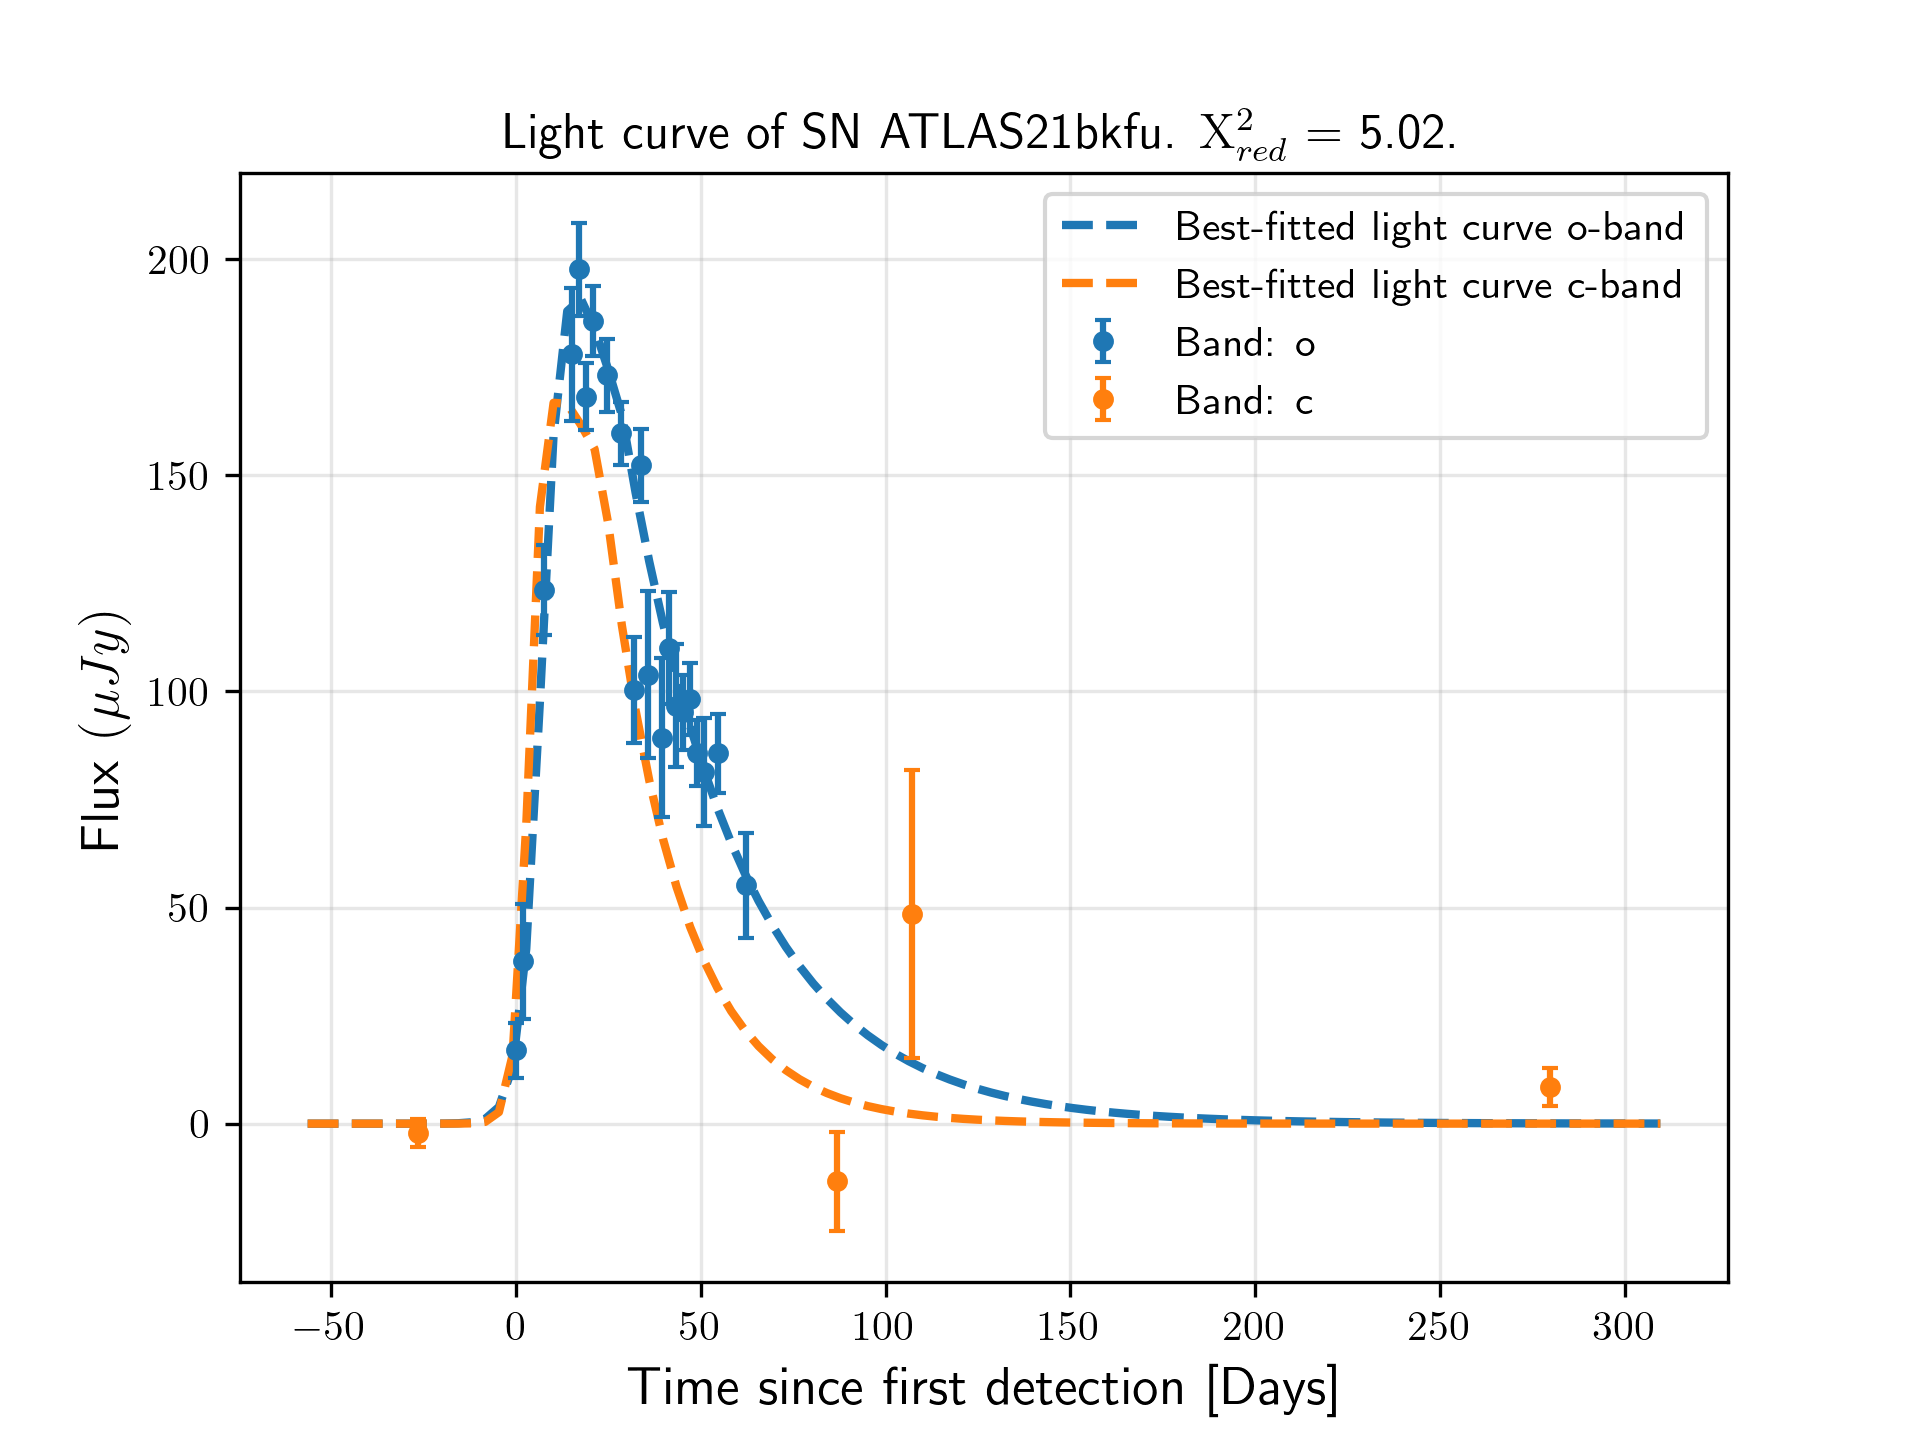 Light curve of SN ATLAS21bkfu. X²_red = 5.02.
Best-fitted light curve o-band
Best-fitted light curve c-band
Band: o
Band: c
Flux (μJy)
200
150
100
50
0
−50 0 50 100 150 200 250 300
Time since first detection [Days]